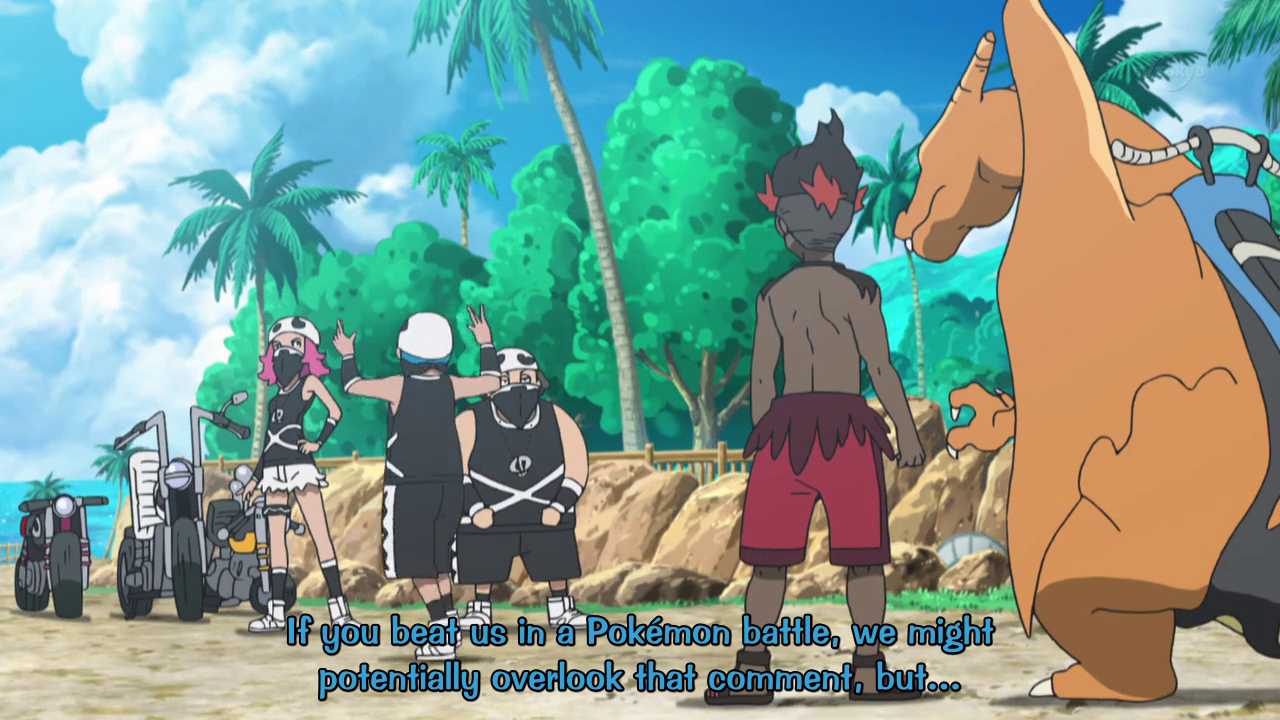 If you beat us in a Pokémon battle, we might
potentially overlook that comment, but...